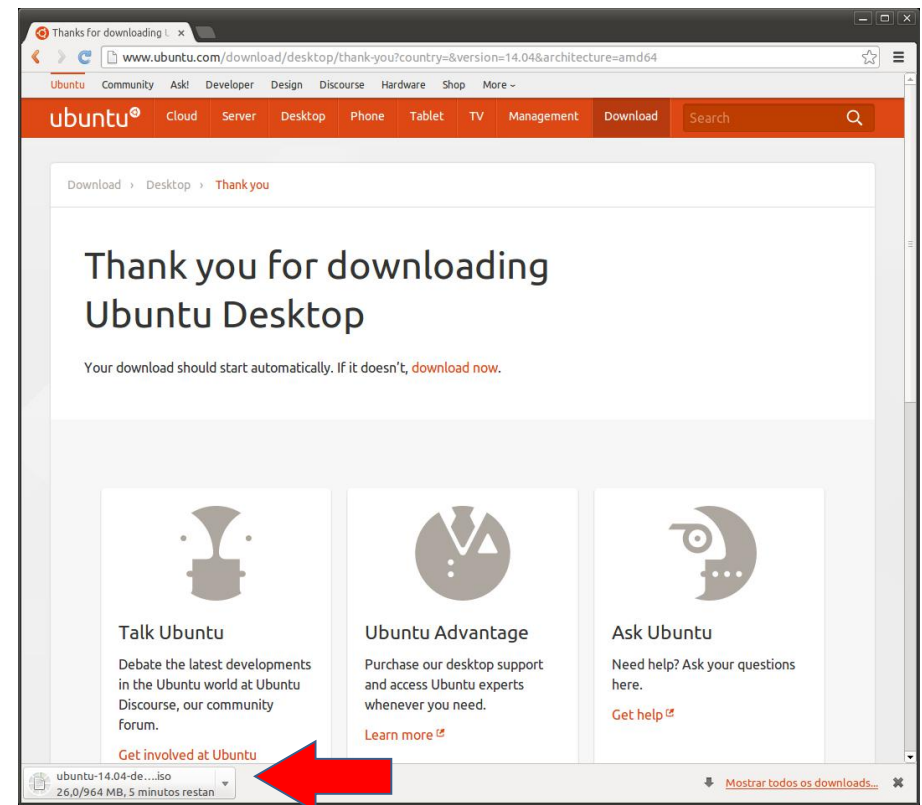 Thanks for downloading U
www.ubuntu.com/download/desktop/thank-you?country=&version=14.04&architecture=amd64
Ubuntu Community Ask! Developer Design Discourse Hardware Shop More
ubuntu® Cloud Server Desktop Phone Tablet TV Management Download Search
Download › Desktop › Thank you
Thank you for downloading
Ubuntu Desktop
Your download should start automatically. If it doesn't, download now.
Talk Ubuntu
Debate the latest developments
in the Ubuntu world at Ubuntu
Discourse, our community
forum.
Get involved at Ubuntu
Ubuntu Advantage
Purchase our desktop support
and access Ubuntu experts
whenever you need.
Learn more
Ask Ubuntu
Need help? Ask your questions
here.
Get help
ubuntu-14.04-de....iso
26,0/964 MB, 5 minutos restan
Mostrar todos os downloads...